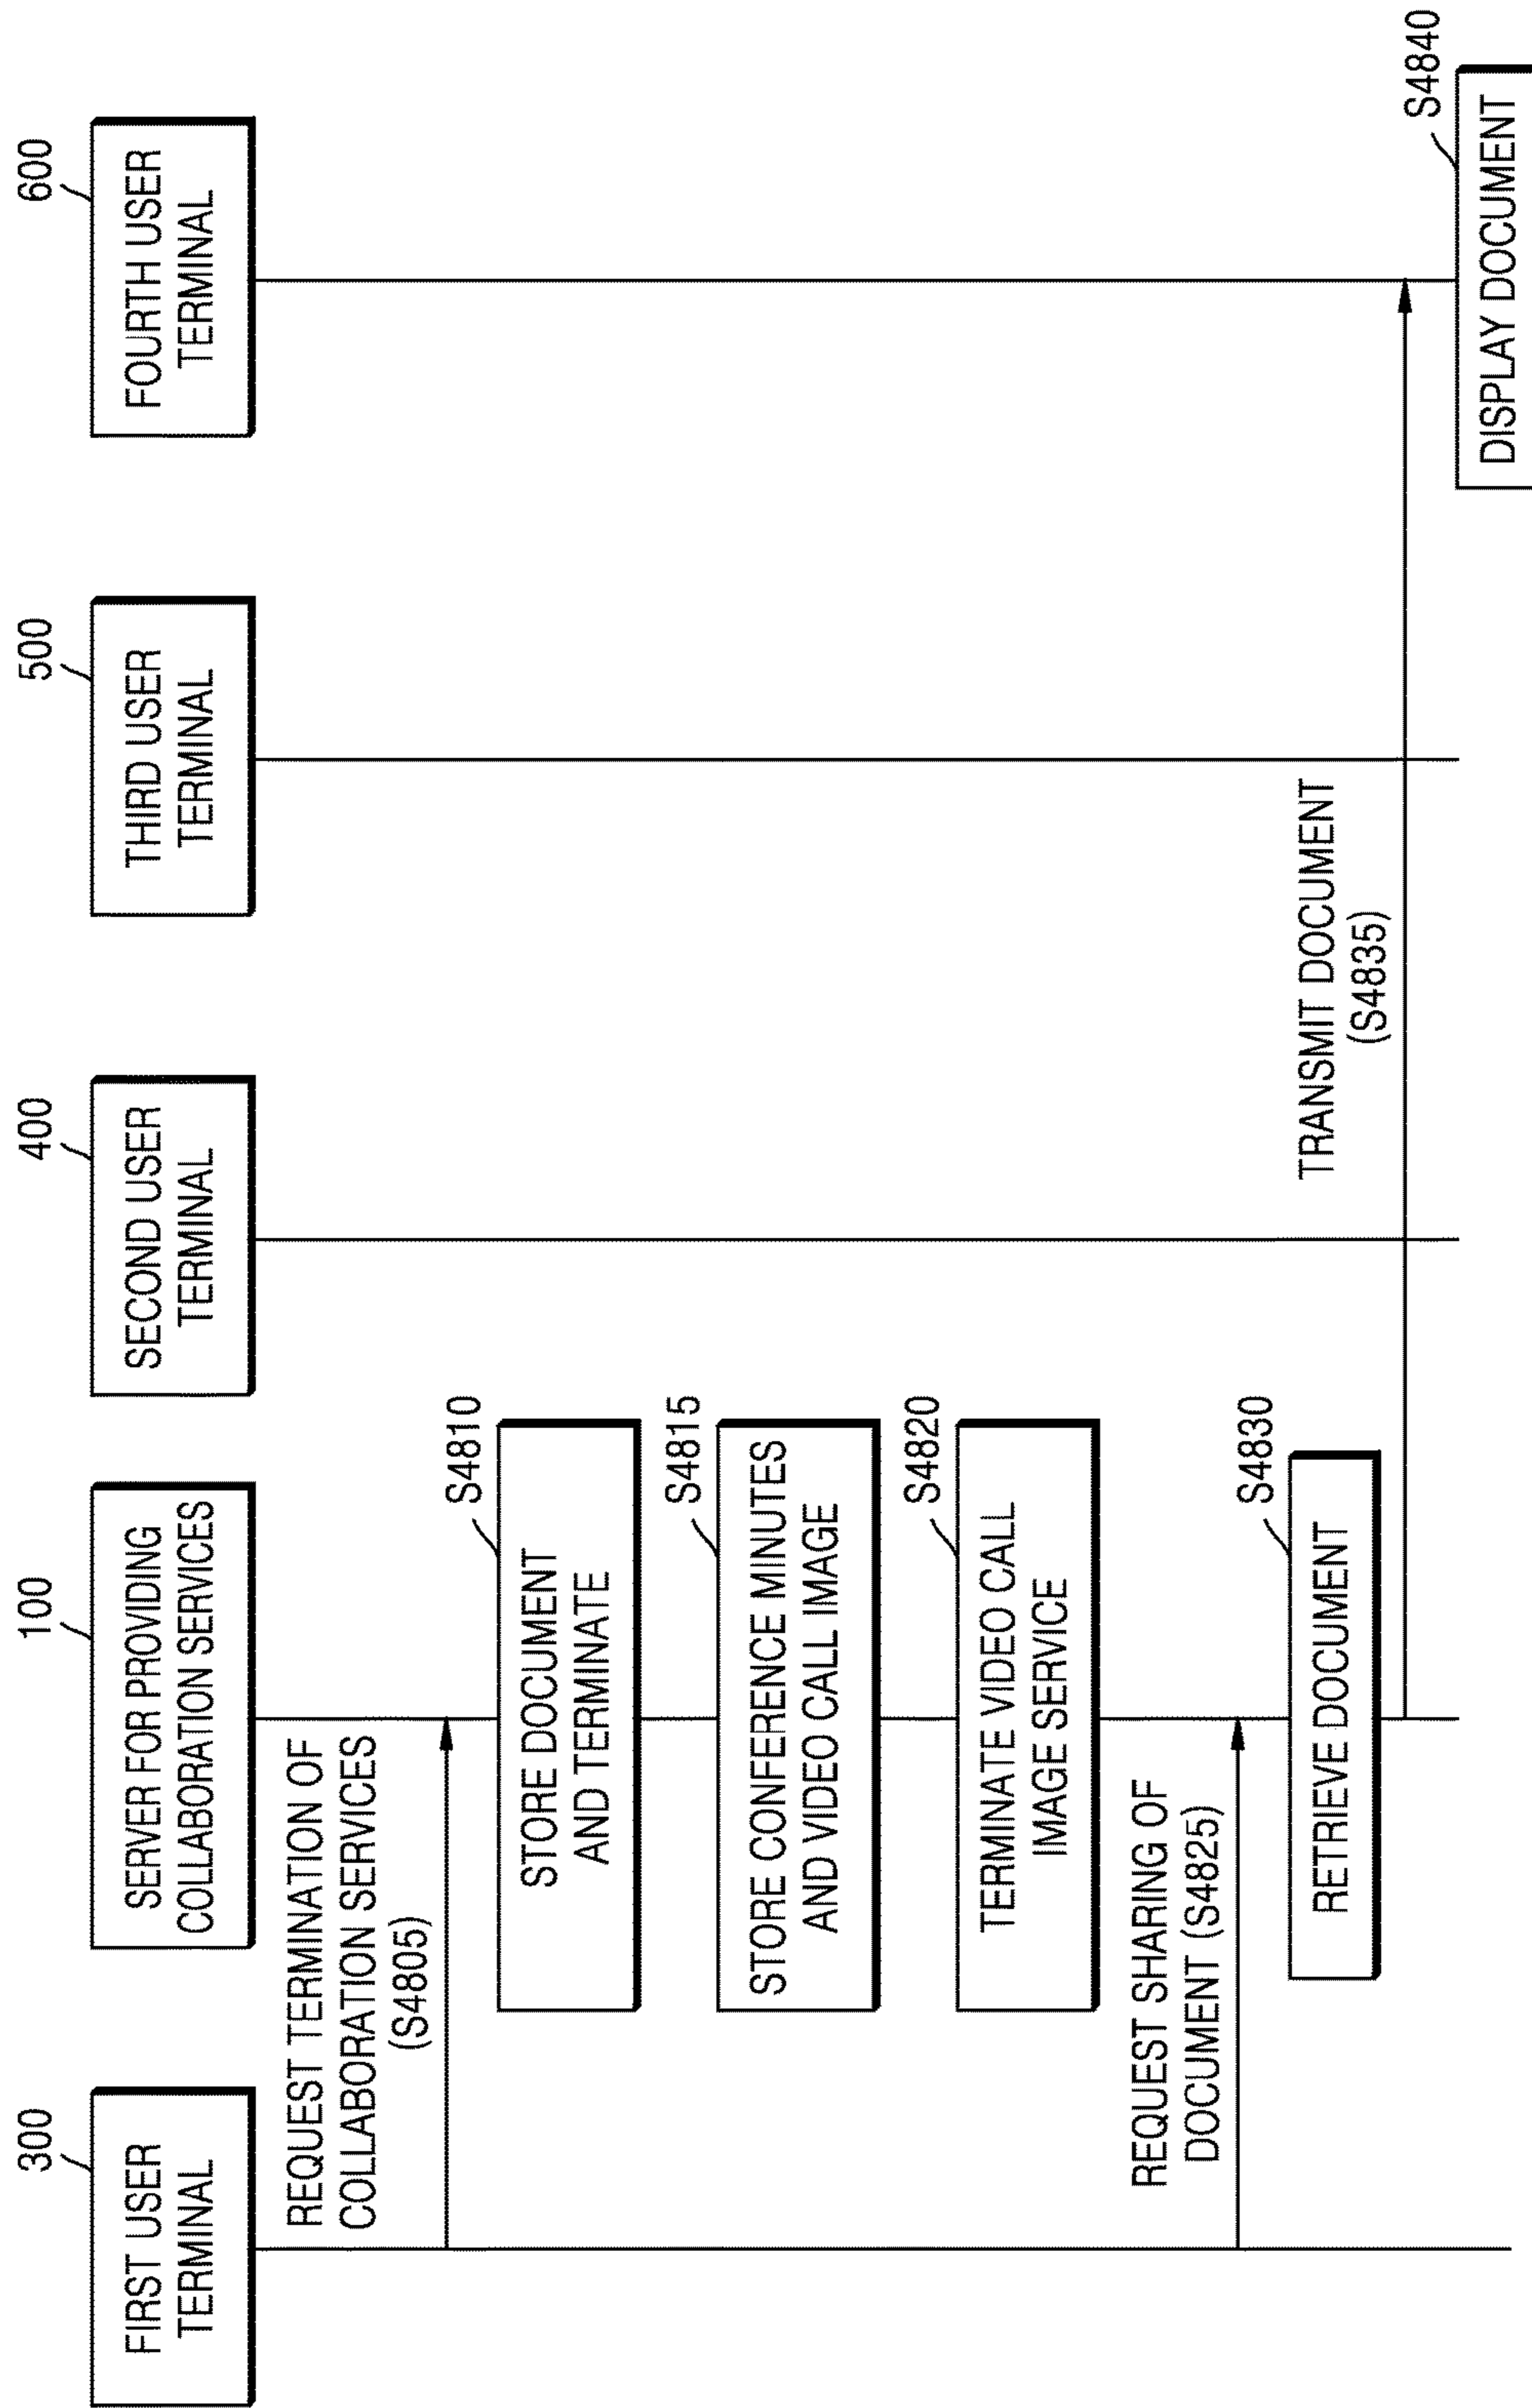 300
FIRST USER
TERMINAL
100
SERVER FOR PROVIDING
COLLABORATION SERVICES
400
SECOND USER
TERMINAL
500
THIRD USER
TERMINAL
600
FOURTH USER
TERMINAL
REQUEST TERMINATION OF
COLLABORATION SERVICES
(S4805)
S4810
STORE DOCUMENT
AND TERMINATE
S4815
STORE CONFERENCE MINUTES
AND VIDEO CALL IMAGE
S4820
TERMINATE VIDEO CALL
IMAGE SERVICE
REQUEST SHARING OF
DOCUMENT (S4825)
S4830
RETRIEVE DOCUMENT
TRANSMIT DOCUMENT
(S4835)
S4840
DISPLAY DOCUMENT